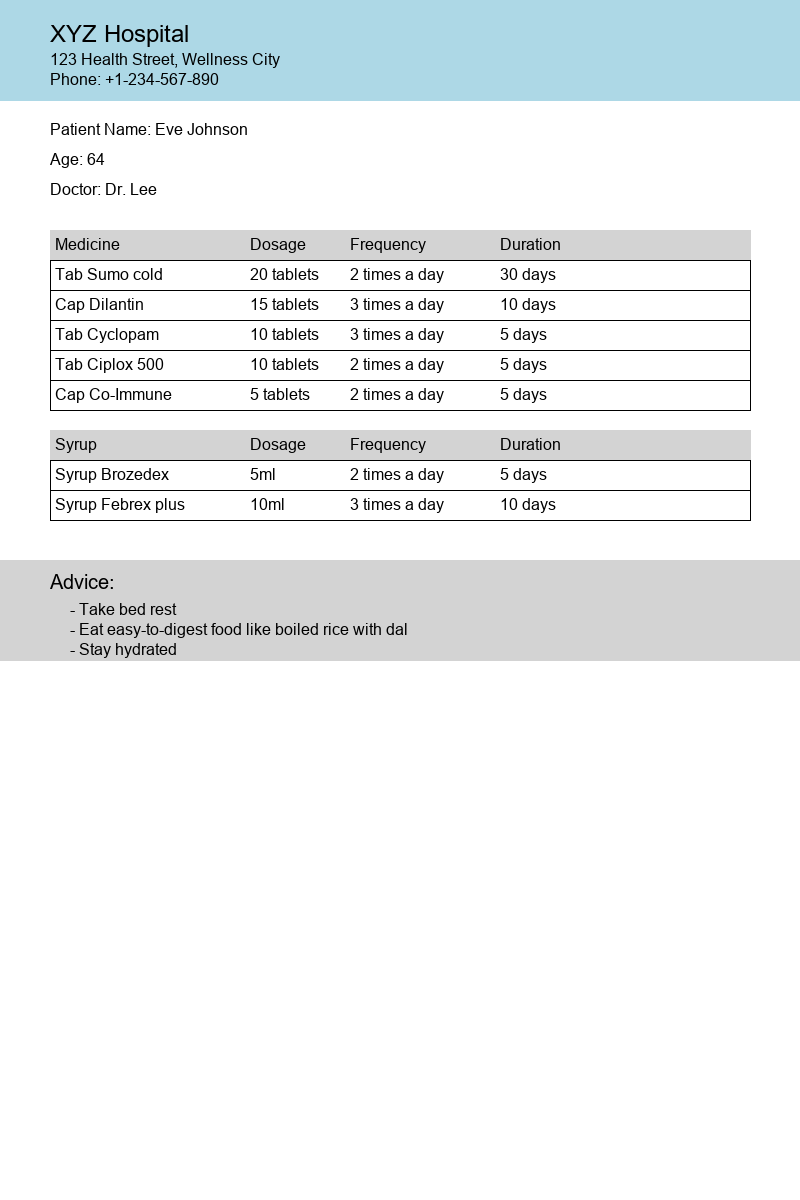 XYZ Hospital
123 Health Street, Wellness City
Phone: +1-234-567-890
Patient Name: Eve Johnson
Age: 64
Doctor: Dr. Lee
Medicine Dosage Frequency Duration
Tab Sumo cold 20 tablets 2 times a day 30 days
Cap Dilantin 15 tablets 3 times a day 10 days
Tab Cyclopam 10 tablets 3 times a day 5 days
Tab Ciplox 500 10 tablets 2 times a day 5 days
Cap Co-Immune 5 tablets 2 times a day 5 days
Syrup Dosage Frequency Duration
Syrup Brozedex 5ml 2 times a day 5 days
Syrup Febrex plus 10ml 3 times a day 10 days
Advice:
- Take bed rest
- Eat easy-to-digest food like boiled rice with dal
- Stay hydrated